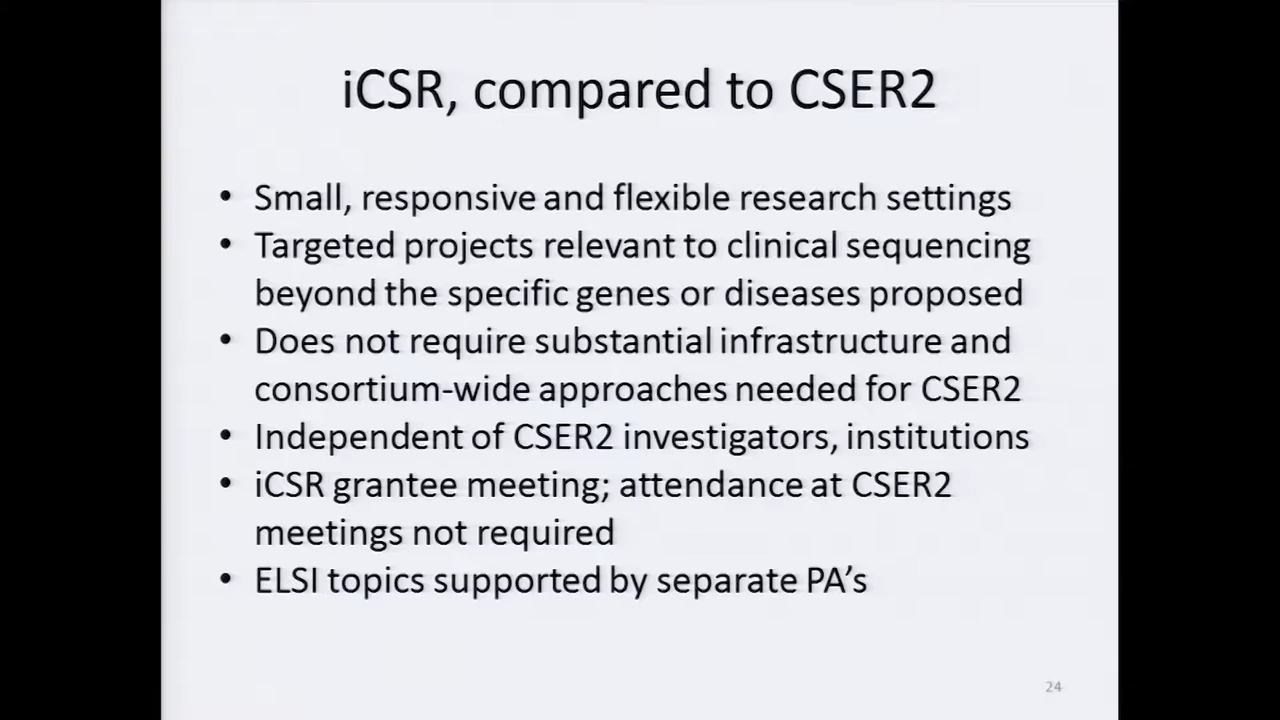 iCSR, compared to CSER2
• Small, responsive and flexible research settings
• Targeted projects relevant to clinical sequencing
beyond the specific genes or diseases proposed
• Does not require substantial infrastructure and
consortium-wide approaches needed for CSER2
• Independent of CSER2 investigators, institutions
• iCSR grantee meeting; attendance at CSER2
meetings not required
• ELSI topics supported by separate PA’s
24